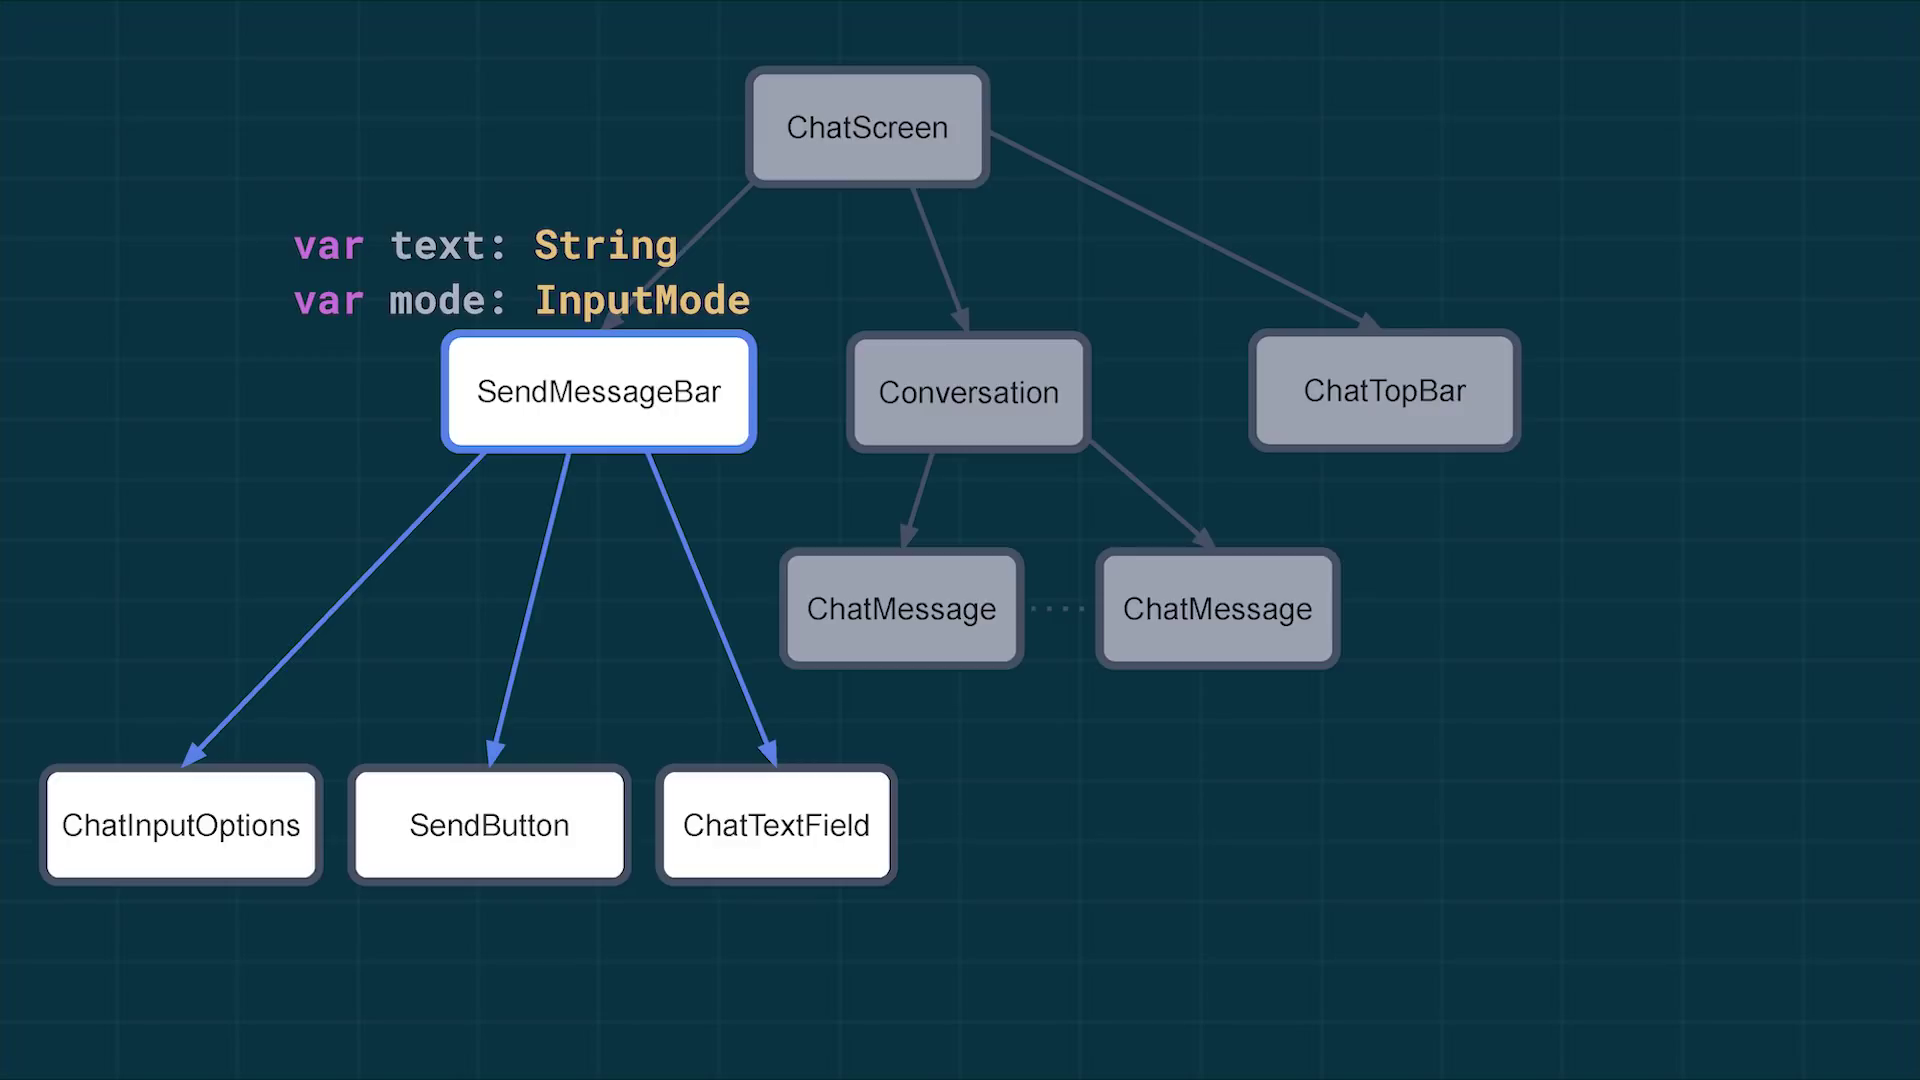 ChatScreen
var text: String
var mode: InputMode
SendMessageBar
Conversation
ChatTopBar
ChatMessage
ChatMessage
ChatInputOptions
SendButton
ChatTextField